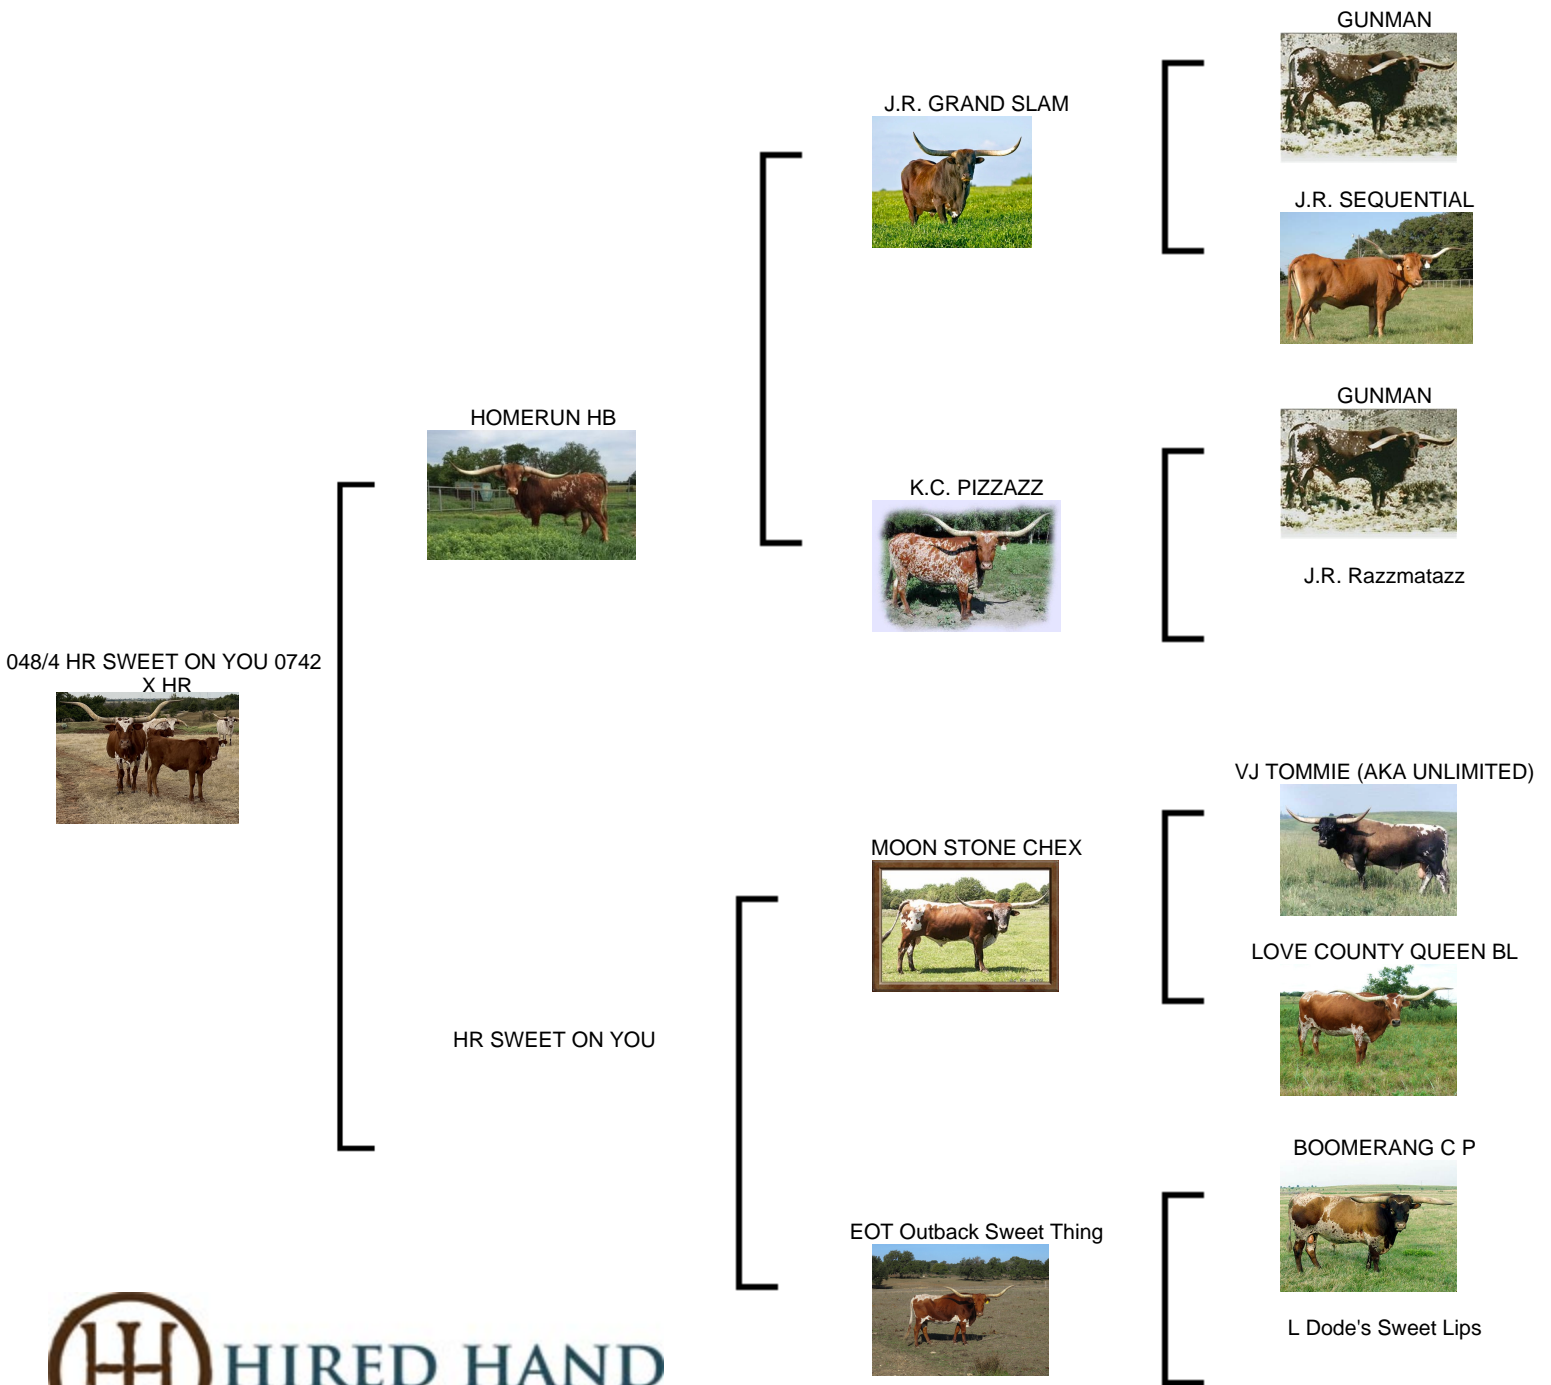 GUNMAN
J.R. GRAND SLAM
J.R. SEQUENTIAL
HOMERUN HB
GUNMAN
K.C. PIZZAZZ
J.R. Razzmatazz
048/4 HR SWEET ON YOU 0742
X HR
VJ TOMMIE (AKA UNLIMITED)
MOON STONE CHEX
LOVE COUNTY QUEEN BL
HR SWEET ON YOU
BOOMERANG C P
EOT Outback Sweet Thing
L Dode's Sweet Lips
HIRED HAND